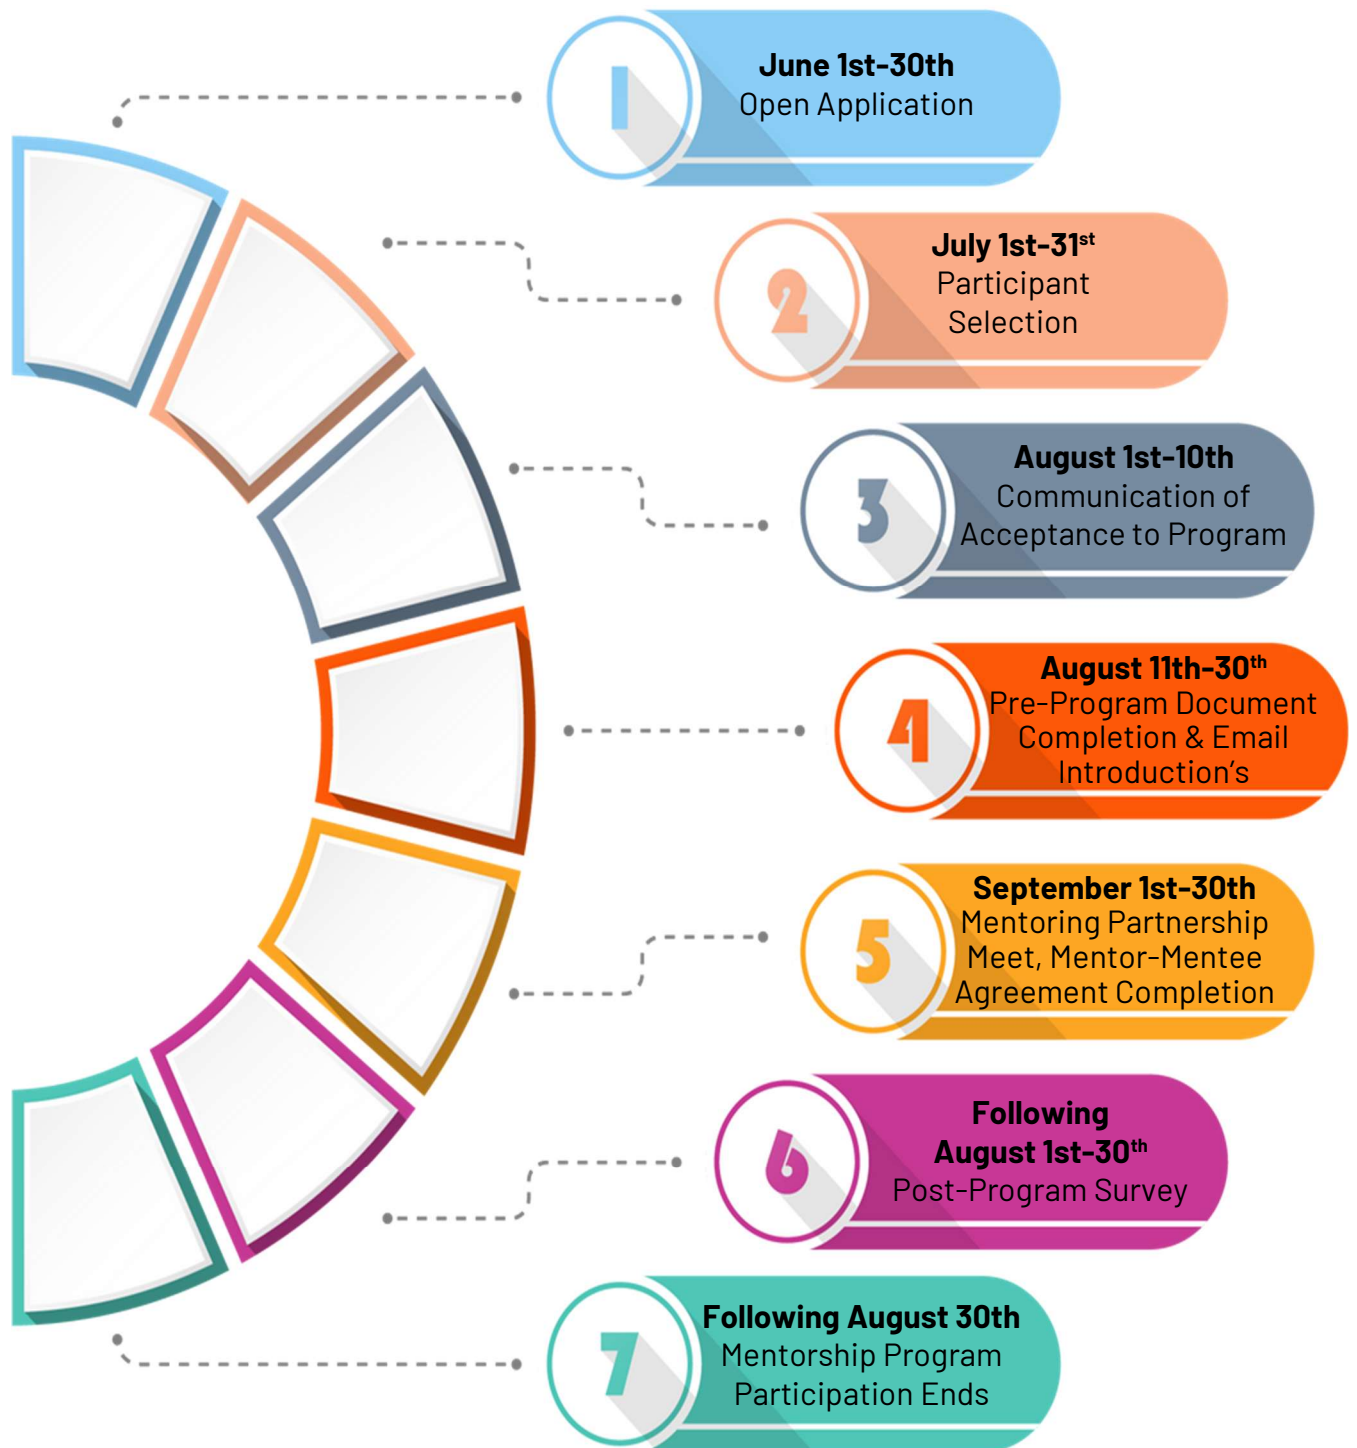 1
June 1st-30th
Open Application
2
July 1st-31st
Participant
Selection
3
August 1st-10th
Communication of
Acceptance to Program
4
August 11th-30th
Pre-Program Document
Completion & Email
Introduction's
5
September 1st-30th
Mentoring Partnership
Meet, Mentor-Mentee
Agreement Completion
6
Following
August 1st-30th
Post-Program Survey
7
Following August 30th
Mentorship Program
Participation Ends